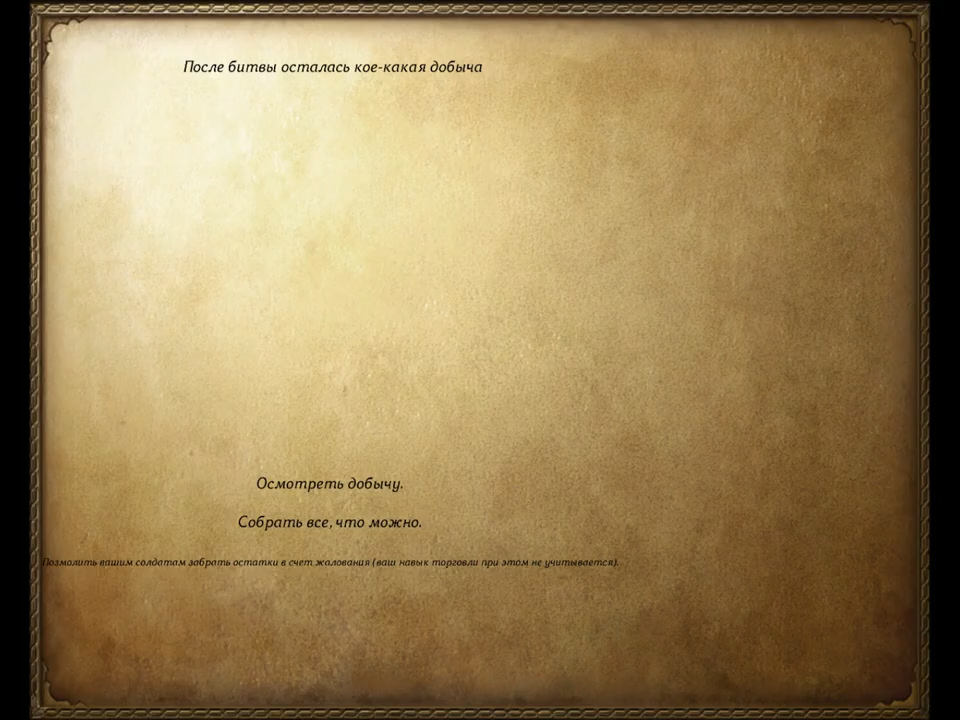 После битвы осталась кое-какая добыча
Осмотреть добычу.
Собрать все, что можно.
Позмолить вашим солдатам забрать остатки в счет жалования (ваш навык торговли при этом не учитывается).